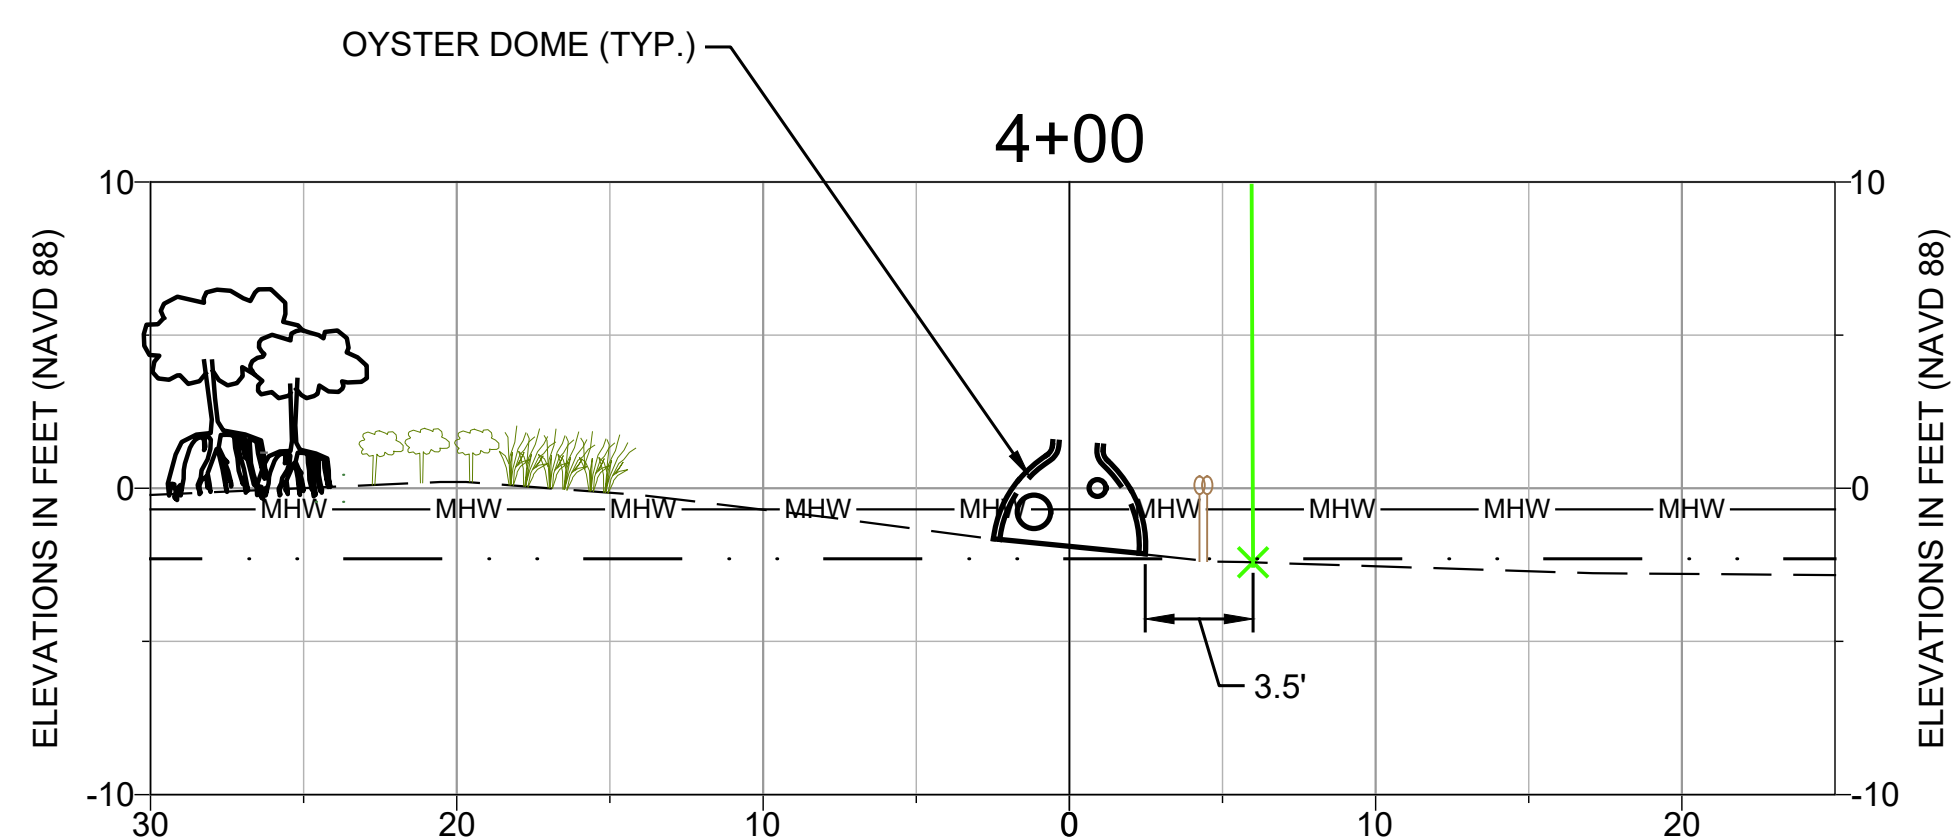 OYSTER DOME (TYP.)
4+00
10 10
ELEVATIONS IN FEET (NAVD 88)
ELEVATIONS IN FEET (NAVD 88)
0 0
MHW MHW MHW MHW MHW MHW MHW MHW MHW
3.5'
-10 -10
30 20 10 0 10 20